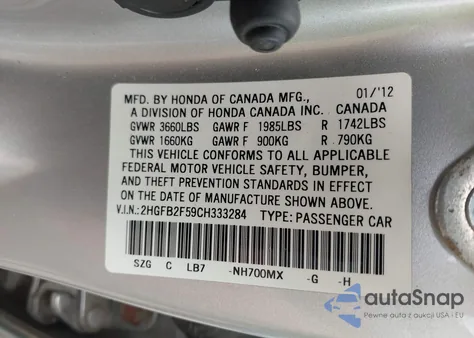 MFD. BY HONDA OF CANADA MFG., 01/'12
A DIVISION OF HONDA CANADA INC. CANADA
GVWR 3660LBS GAWR F 1985LBS R 1742LBS
GVWR 1660KG GAWR F 900KG R 790KG
THIS VEHICLE CONFORMS TO ALL APPLICABLE
FEDERAL MOTOR VEHICLE SAFETY, BUMPER,
AND THEFT PREVENTION STANDARDS IN EFFECT
ON THE DATE OF MANUFACTURE SHOWN ABOVE.
V.I.N.: 2HGFB2F59CH333284 TYPE: PASSENGER CAR
SZG C LB7 -NH700MX -G -H
autoSnap
Pewne auta z aukcji USA i EU